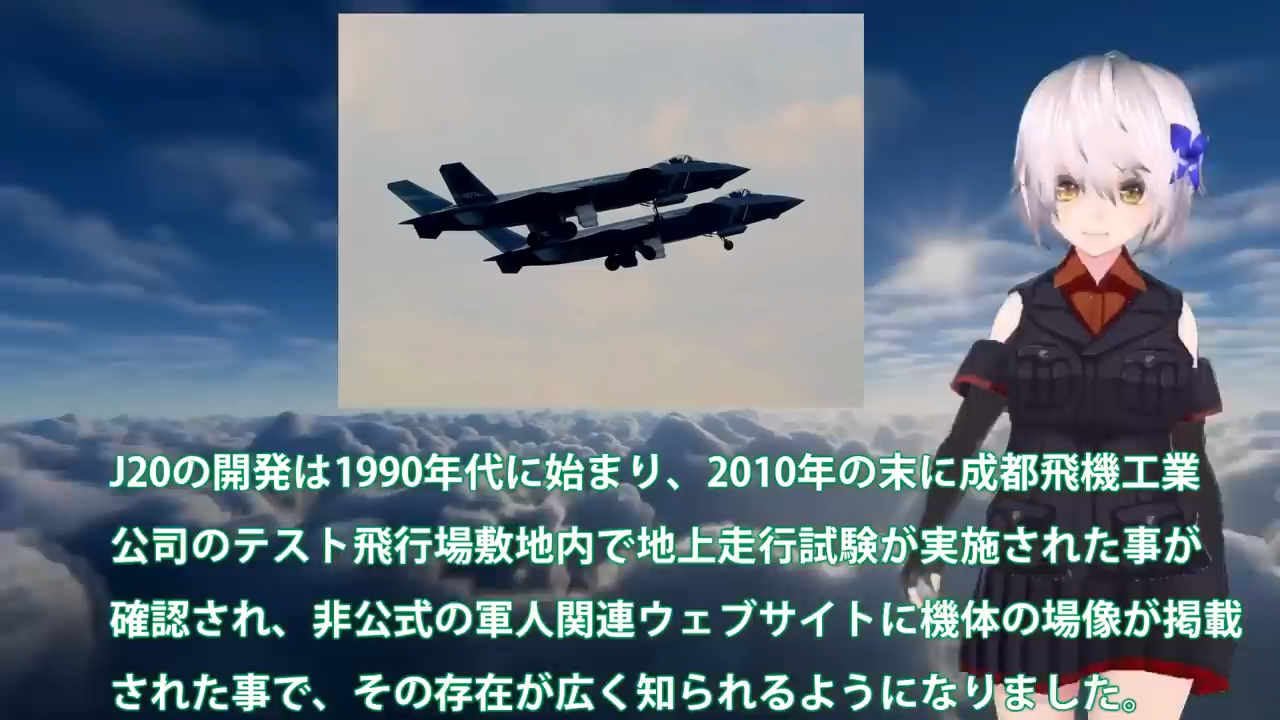 J20の開発は1990年代に始まり、2010年の末に成都飛機工業
公司のテスト飛行場敷地内で地上走行試験が実施された事が
確認され、非公式の軍人関連ウェブサイトに機体の場像が掲載
された事で、その存在が広く知られるようになりました。